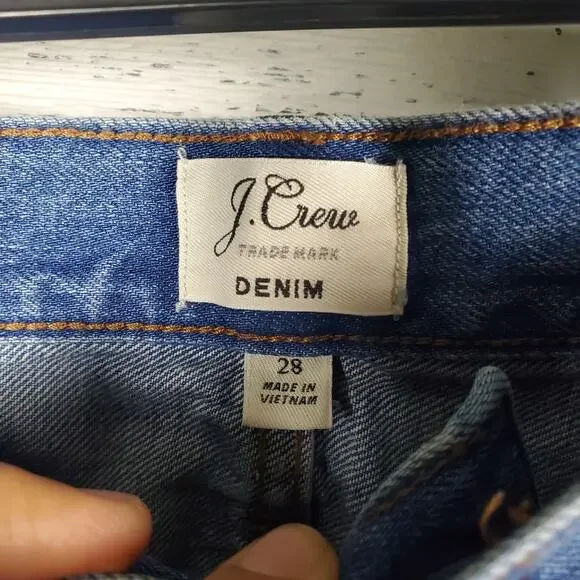 J.Crew
TRADE MARK
DENIM
28
MADE IN
VIETNAM